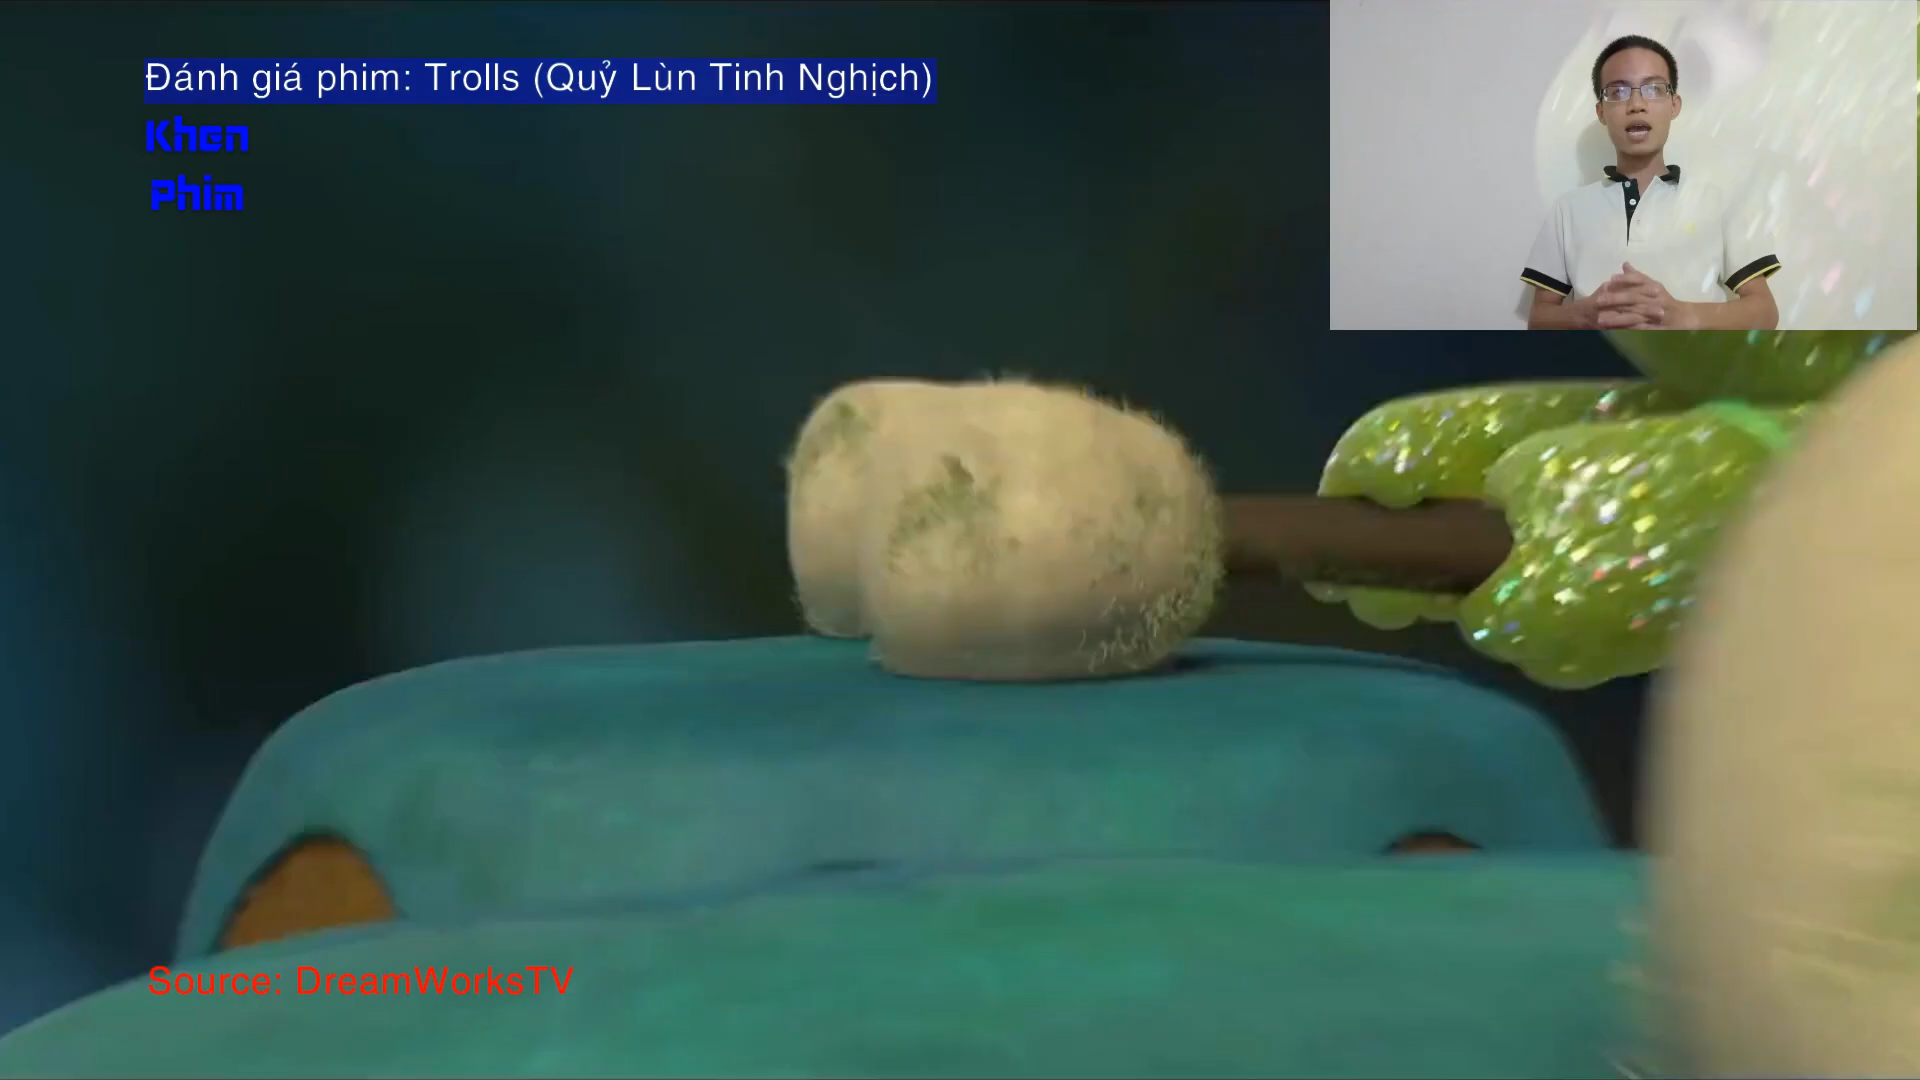 Đánh giá phim: Trolls (Quỷ Lùn Tinh Nghịch)
Khen
Phim
Source: DreamWorksTV